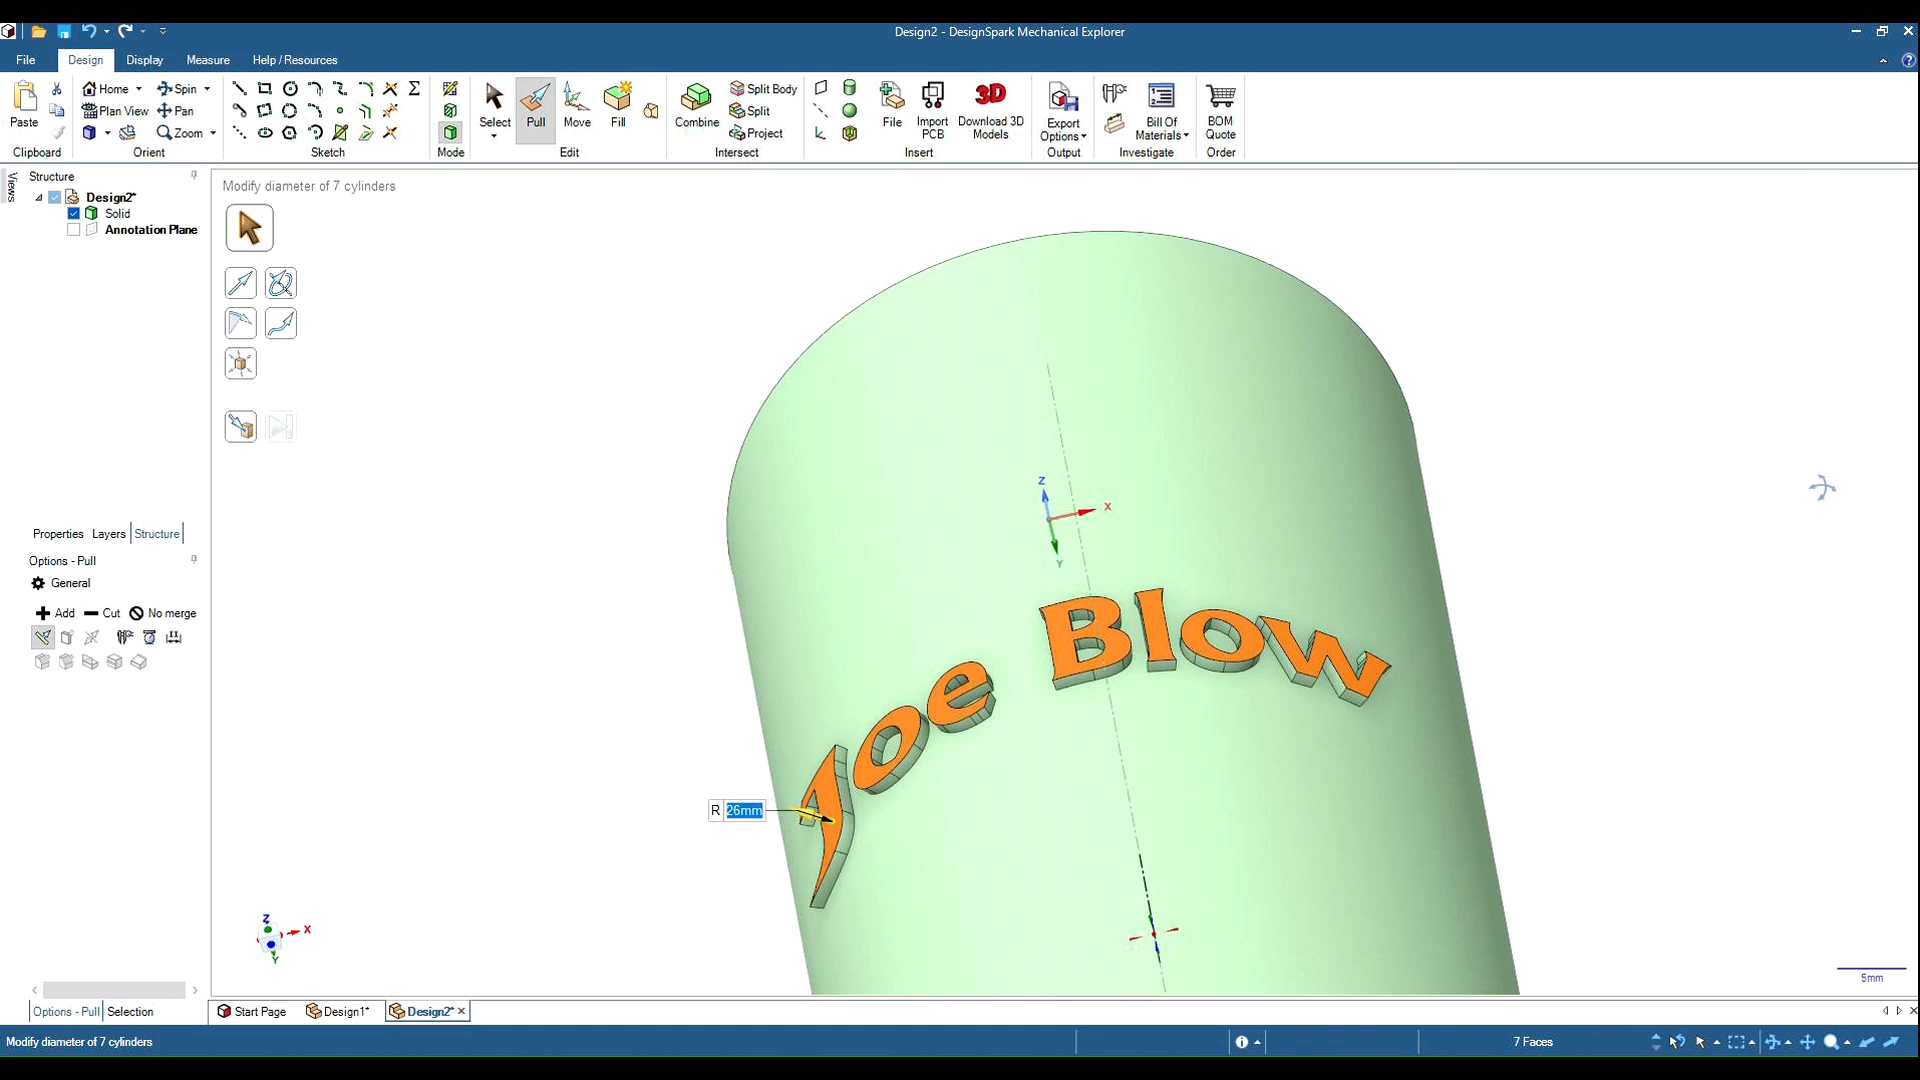 Design2 - DesignSpark Mechanical Explorer
File Design Display Measure Help / Resources
Paste
Home Spin
Plan View Pan
Zoom
Select
Pull
Move
Fill
Combine
Split Body
Split
Project
File
Import PCB
3D
Download 3D Models
Export Options
Bill Of Materials
BOM Quote
Clipboard Orient Sketch Mode Edit Intersect Insert Output Investigate Order
Views
Structure
Design2*
Solid
Annotation Plane
Modify diameter of 7 cylinders
Z
X
Y
Joe Blow
R 26mm
Properties Layers Structure
Options - Pull
General
Add Cut No merge
Z
X
Y
5mm
Options - Pull Selection
Start Page Design1* Design2*
Modify diameter of 7 cylinders
7 Faces